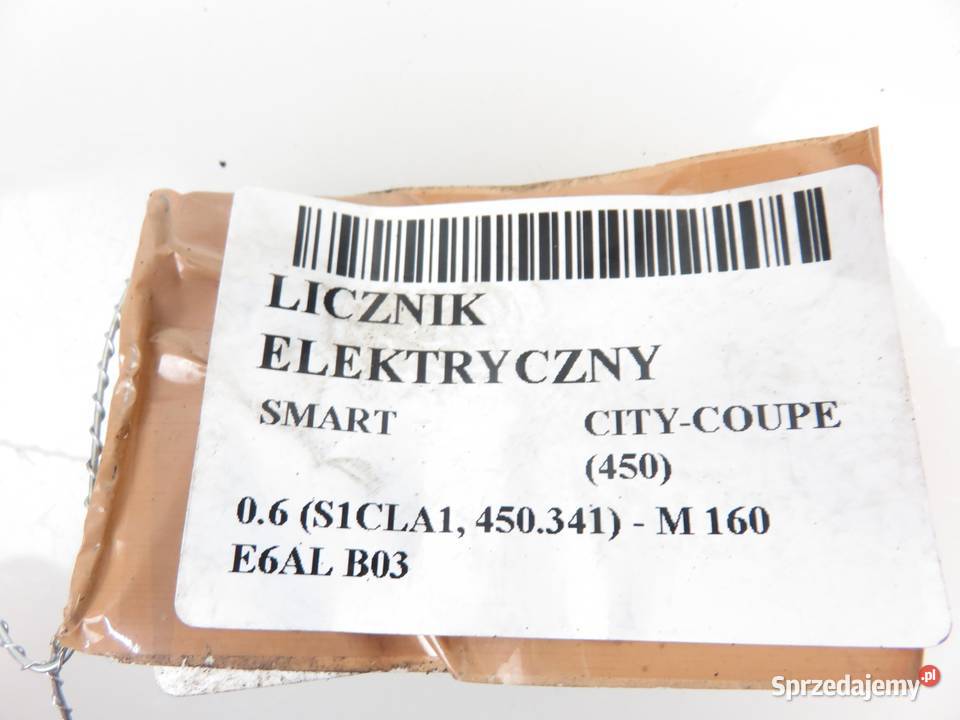 LICZNIK
ELEKTRYCZNY
SMART CITY-COUPE
(450)
0.6 (S1CLA1, 450.341) - M 160
E6AL B03
Sprzedajemy.pl